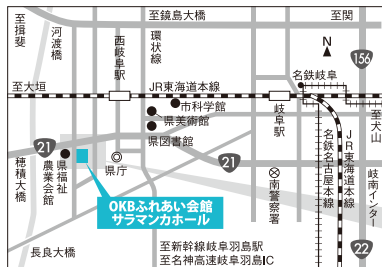 至鏡島大橋
至関
至揖斐
河渡橋
西岐阜駅
環状線
N
156
名鉄岐阜
至大垣
JR東海道本線
市科学館
県美術館
県図書館
岐阜駅
至犬山
21
穂積大橋
県福祉農業会館
県庁
21
南警察署
名鉄名古屋本線
JR東海道本線
岐南インター
OKBふれあい会館
サラマンカホール
長良大橋
至新幹線岐阜羽島駅
至名神高速岐阜羽島IC
22